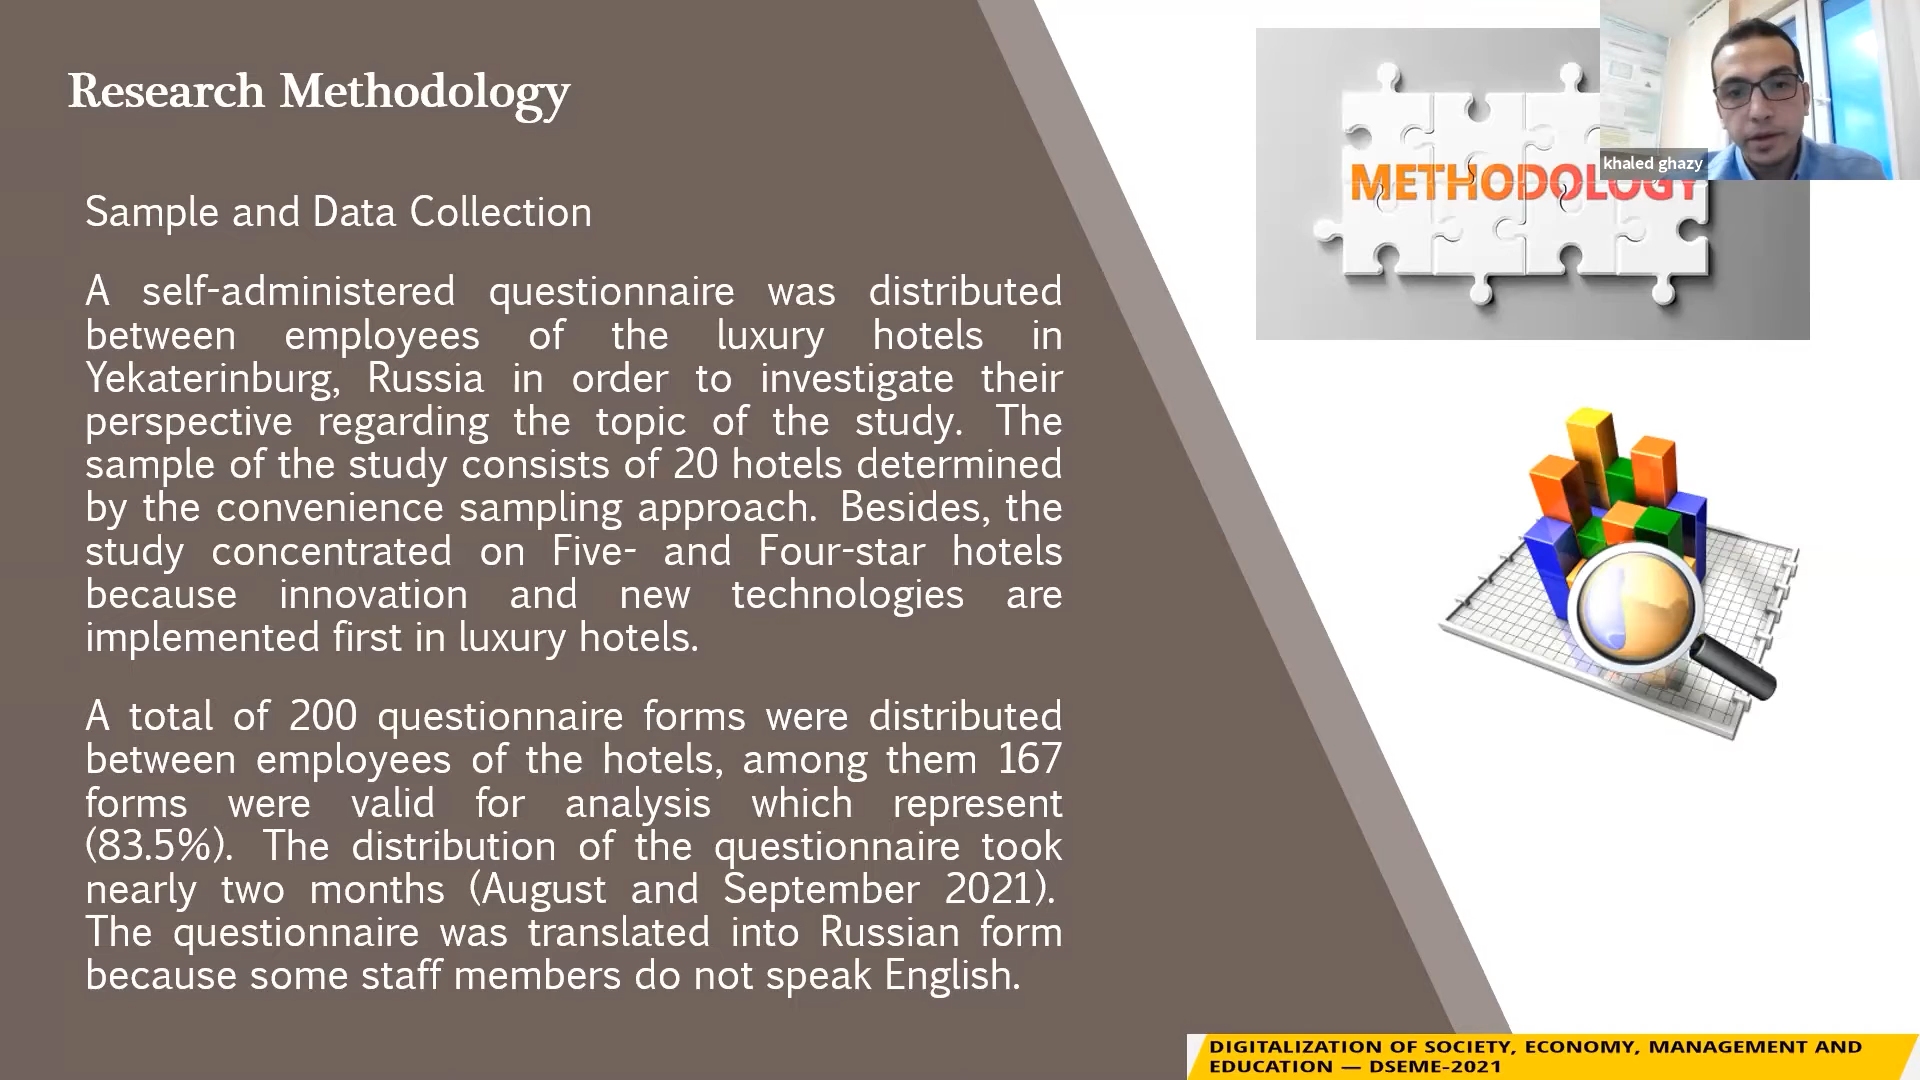 Research Methodology
Sample and Data Collection
A self-administered questionnaire was distributed
between employees of the luxury hotels in
Yekaterinburg, Russia in order to investigate their
perspective regarding the topic of the study. The
sample of the study consists of 20 hotels determined
by the convenience sampling approach. Besides, the
study concentrated on Five- and Four-star hotels
because innovation and new technologies are
implemented first in luxury hotels.
A total of 200 questionnaire forms were distributed
between employees of the hotels, among them 167
forms were valid for analysis which represent
(83.5%). The distribution of the questionnaire took
nearly two months (August and September 2021).
The questionnaire was translated into Russian form
because some staff members do not speak English.
METHODOLOGY
khaled ghazy
DIGITALIZATION OF SOCIETY, ECONOMY, MANAGEMENT AND
EDUCATION — DSEME-2021